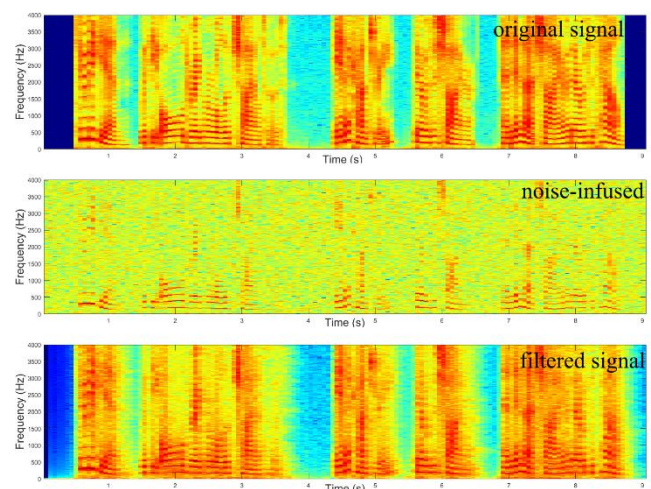 original signal
Frequency (Hz)
4000
3500
3000
2500
2000
1500
1000
500
0
1 2 3 4 5 6 7 8 9
Time (s)
noise-infused
Frequency (Hz)
4000
3500
3000
2500
2000
1500
1000
500
0
1 2 3 4 5 6 7 8 9
Time (s)
filtered signal
Frequency (Hz)
4000
3500
3000
2500
2000
1500
1000
500
0
1 2 3 4 5 6 7 8 9
Time (s)